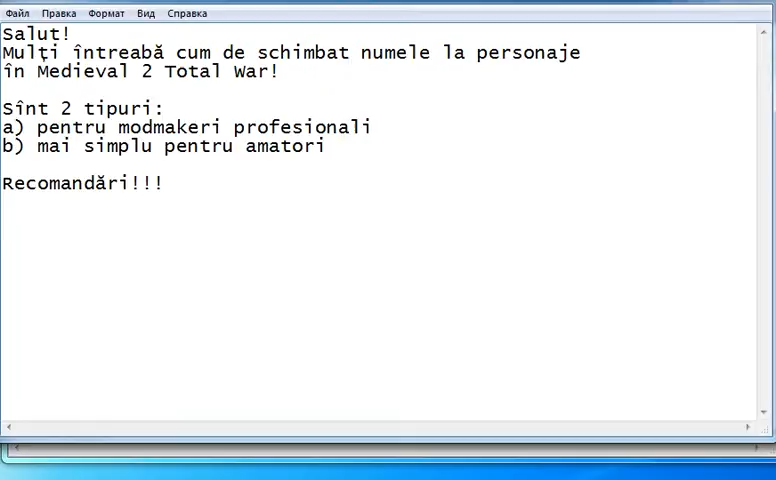 Файл Правка Формат Вид Справка
Salut!
Mulți întreabă cum de schimbat numele la personaje
în Medieval 2 Total War!
Sînt 2 tipuri:
a) pentru modmakeri profesionali
b) mai simplu pentru amatori
Recomandări!!!